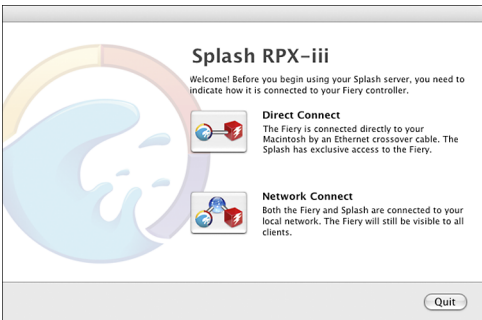 Splash RPX-iii
Welcome! Before you begin using your Splash server, you need to
indicate how it is connected to your Fiery controller.
Direct Connect
The Fiery is connected directly to your
Macintosh by an Ethernet crossover cable. The
Splash has exclusive access to the Fiery.
Network Connect
Both the Fiery and Splash are connected to your
local network. The Fiery will still be visible to all
clients.
Quit